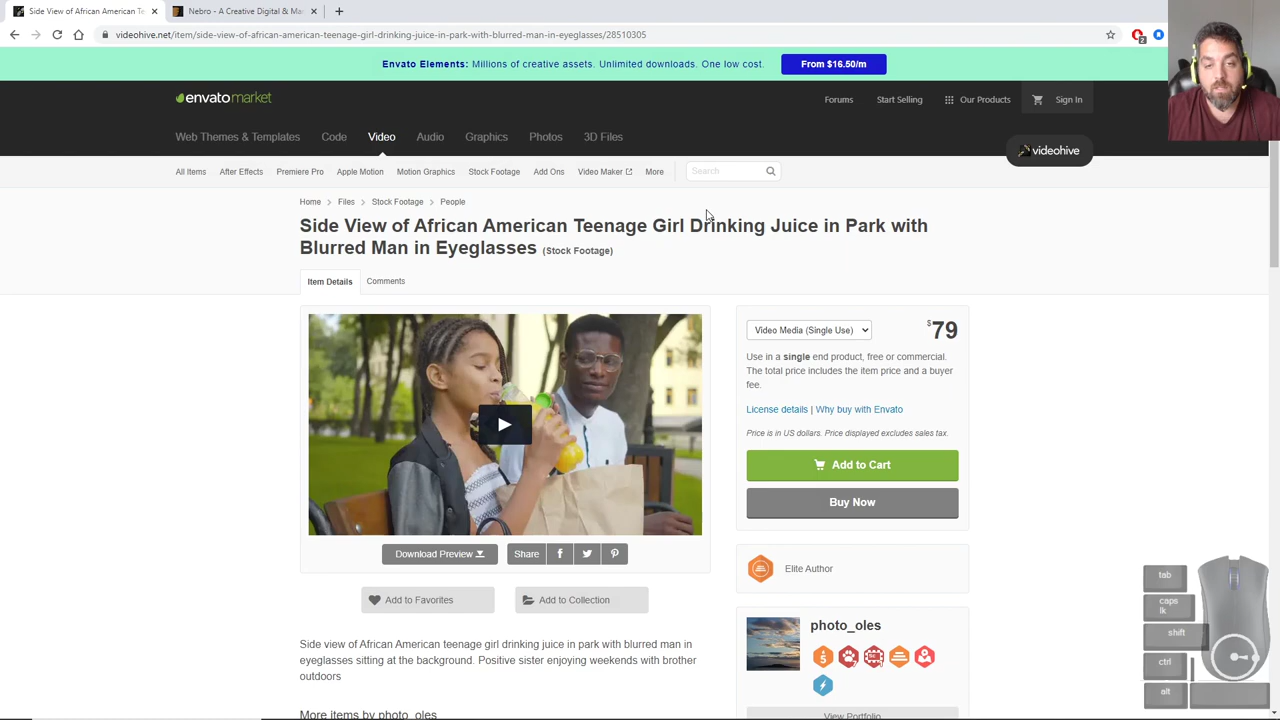 Side View of African American Te
Nebro - A Creative Digital & Ma
videohive.net/item/side-view-of-african-american-teenage-girl-drinking-juice-in-park-with-blurred-man-in-eyeglasses/28510305
2
Envato Elements: Millions of creative assets. Unlimited downloads. One low cost.
From $16.50/m
envatomarket
Forums
Start Selling
Our Products
Sign In
Web Themes & Templates
Code
Video
Audio
Graphics
Photos
3D Files
videohive
All Items
After Effects
Premiere Pro
Apple Motion
Motion Graphics
Stock Footage
Add Ons
Video Maker
More
Search
Home
Files
Stock Footage
People
Side View of African American Teenage Girl Drinking Juice in Park with
Blurred Man in Eyeglasses (Stock Footage)
Item Details
Comments
Video Media (Single Use)
$79
Use in a single end product, free or commercial.
The total price includes the item price and a buyer
fee.
License details | Why buy with Envato
Price is in US dollars. Price displayed excludes sales tax.
Add to Cart
Buy Now
Download Preview
Share
Elite Author
Add to Favorites
Add to Collection
photo_oles
Side view of African American teenage girl drinking juice in park with blurred man in
eyeglasses sitting at the background. Positive sister enjoying weekends with brother
outdoors
More items by photo_oles
View Portfolio
tab
caps
lk
shift
ctrl
alt